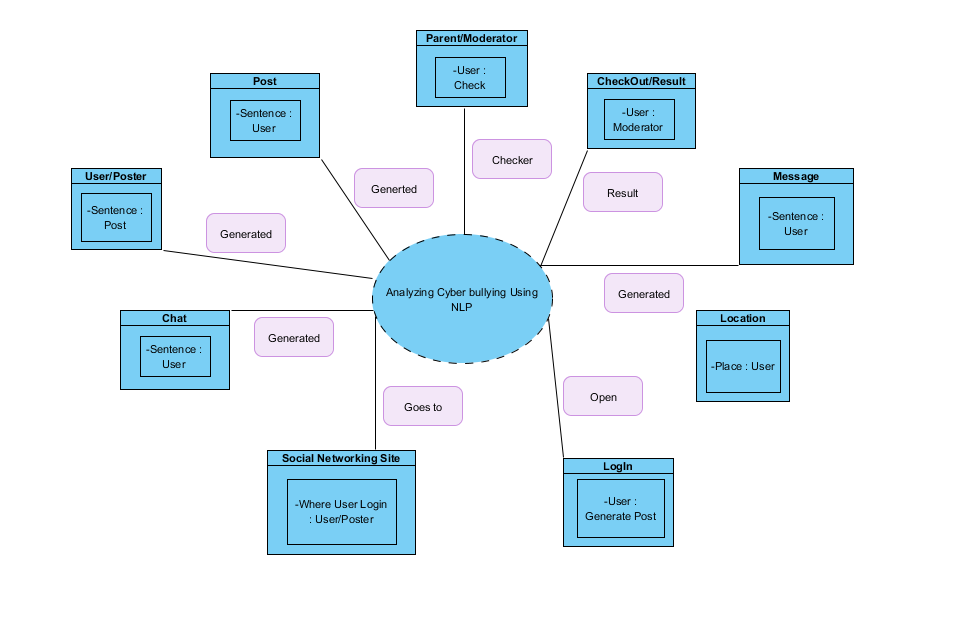 Parent/Moderator
-User :
Check
Post
-Sentence :
User
CheckOut/Result
-User :
Moderator
Checker
User/Poster
-Sentence :
Post
Generted
Result
Message
-Sentence :
User
Generated
Analyzing Cyber bullying Using
NLP
Generated
Chat
-Sentence :
User
Generated
Location
-Place : User
Goes to
Open
Social Networking Site
-Where User Login
: User/Poster
LogIn
-User :
Generate Post